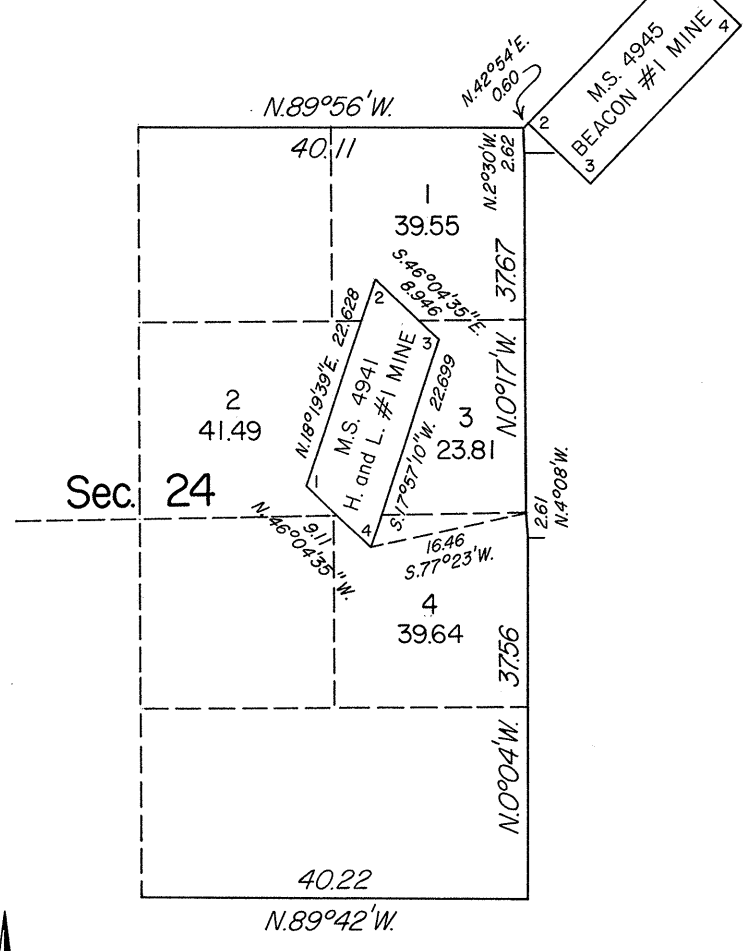 N.42°54'E.
0.60
M.S. 4945
BEACON #1 MINE
2
3
4
N.89°56'W.
40.11
N.2°30'W.
2.62
1
39.55
37.67
S.46°04'35"E.
8.946
N.18°19'39"E. 22.628
2
M.S. 4941
H. and L. #1 MINE
3
1
4
S.17°57'10"W. 22.699
N.0°17'W.
2
41.49
3
23.81
Sec. 24
N.46°04'35"W.
9.11
16.46
S.77°23'W.
2.61
N.4°08'W.
4
39.64
37.56
N.0°04'W.
40.22
N.89°42'W.